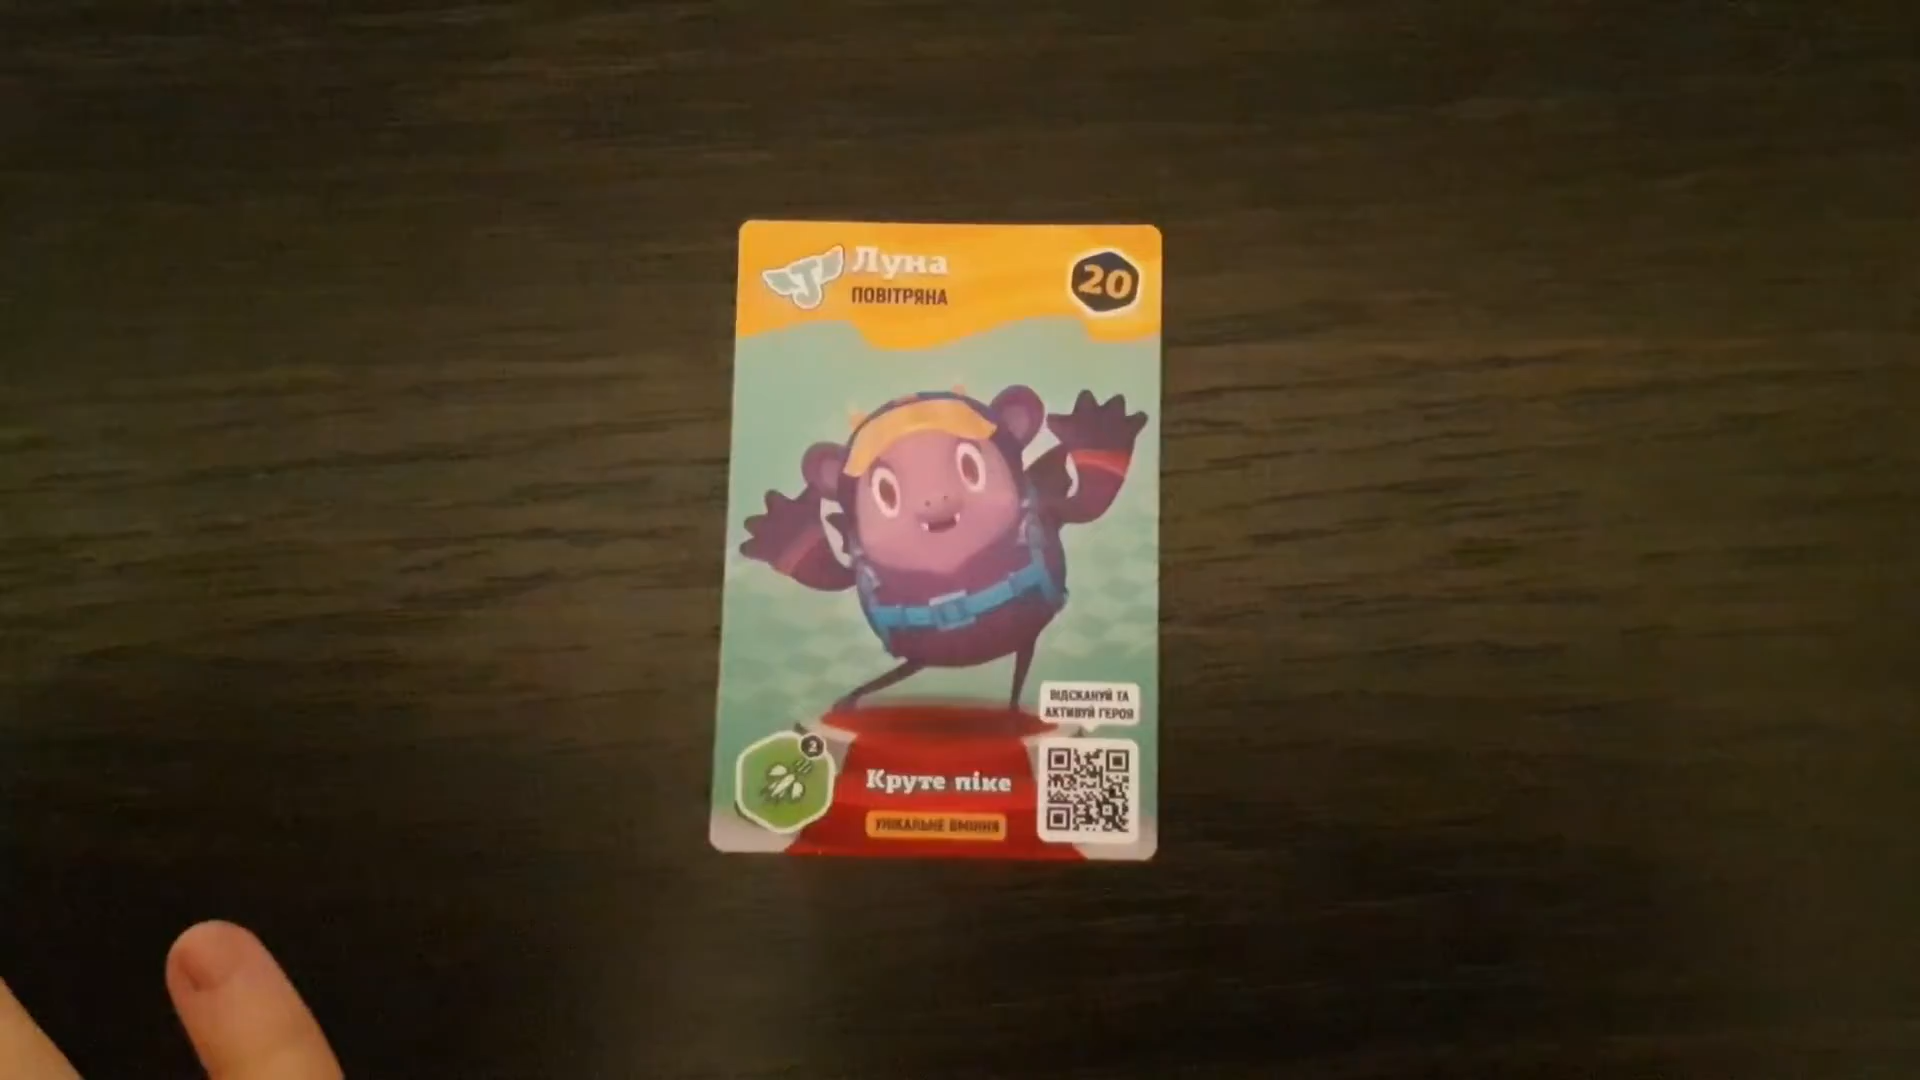 Луна
ПОВІТРЯНА
20
ВІДСКАНУЙ ТА
АКТИВУЙ ГЕРОЯ
2
Круте піке
УНІКАЛЬНЕ ВМІННЯ